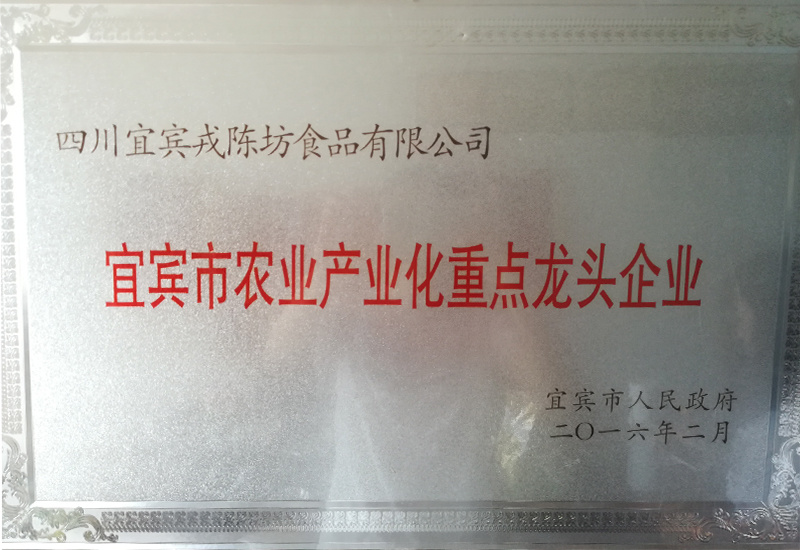 四川宜宾戎陈坊食品有限公司
宜宾市农业产业化重点龙头企业
宜宾市人民政府
二〇一六年二月